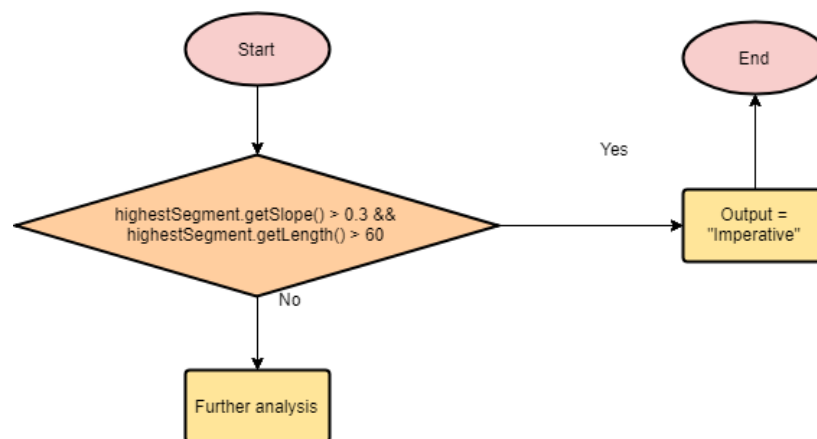 Start
End
Yes
highestSegment.getSlope() > 0.3 &&
highestSegment.getLength() > 60
Output =
"Imperative"
No
Further analysis